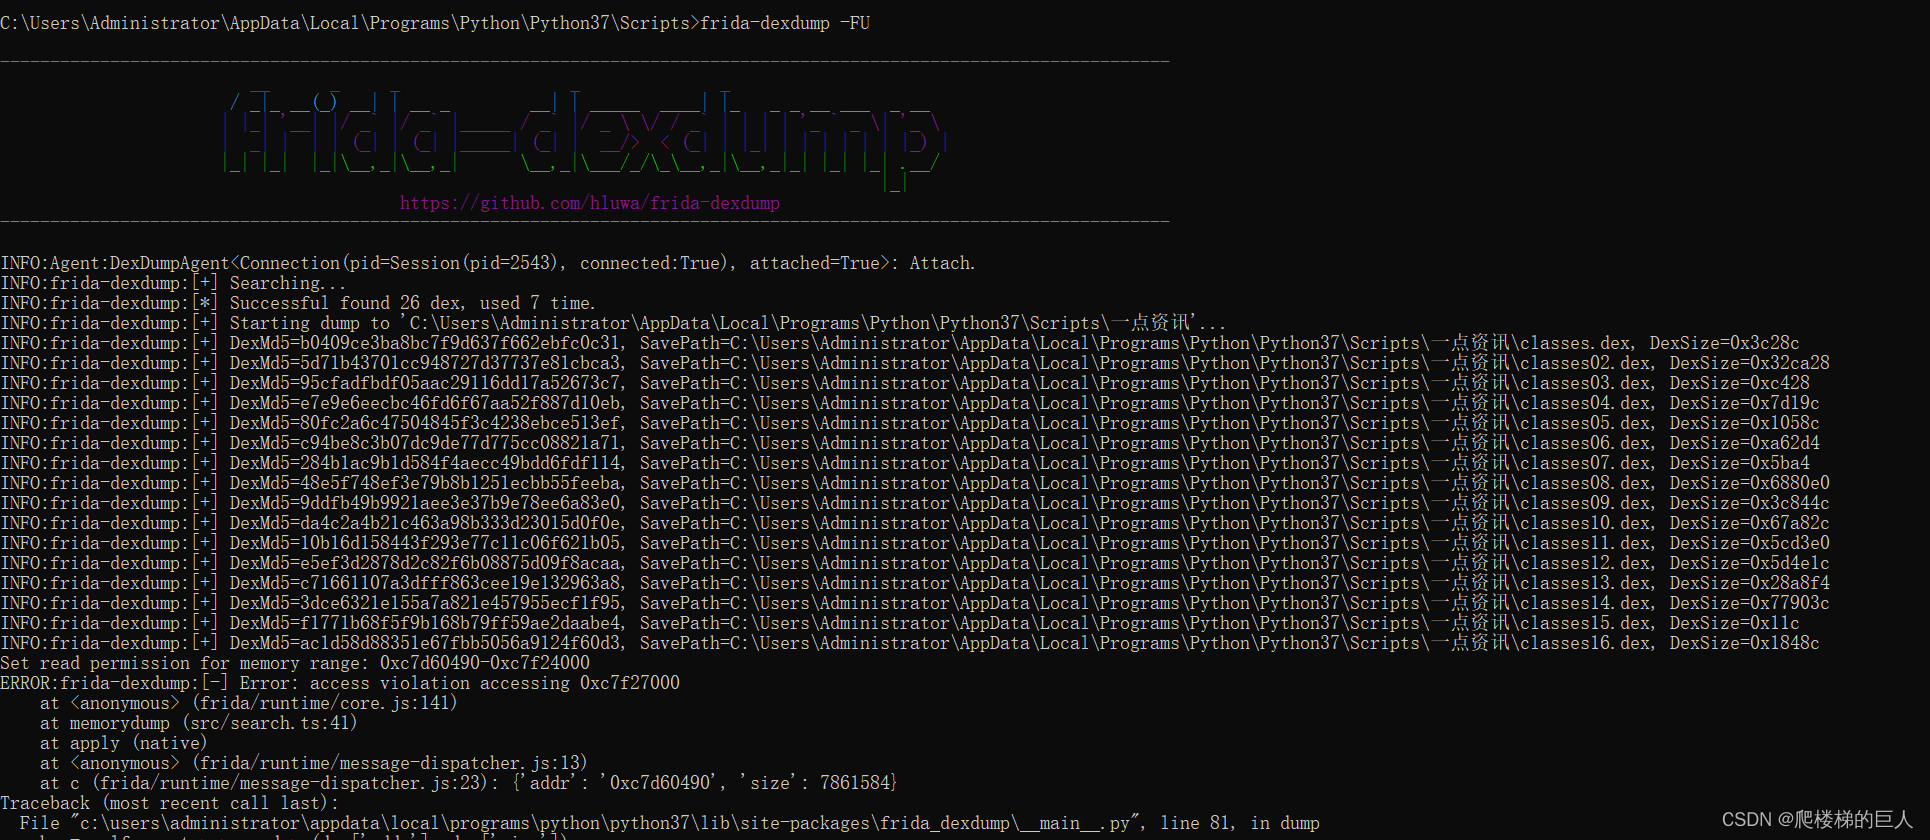 C:\Users\Administrator\AppData\Local\Programs\Python\Python37\Scripts>frida-dexdump -FU
https://github.com/hluwa/frida-dexdump
INFO:Agent:DexDumpAgent<Connection(pid=Session(pid=2543), connected:True), attached=True>: Attach.
INFO:frida-dexdump:[+] Searching...
INFO:frida-dexdump:[*] Successful found 26 dex, used 7 time.
INFO:frida-dexdump:[+] Starting dump to 'C:\Users\Administrator\AppData\Local\Programs\Python\Python37\Scripts\一点资讯'...
INFO:frida-dexdump:[+] DexMd5=b0409ce3ba8bc7f9d637f662ebfc0c31, SavePath=C:\Users\Administrator\AppData\Local\Programs\Python\Python37\Scripts\一点资讯\classes.dex, DexSize=0x3c28c
INFO:frida-dexdump:[+] DexMd5=5d71b43701cc948727d37737e81cbca3, SavePath=C:\Users\Administrator\AppData\Local\Programs\Python\Python37\Scripts\一点资讯\classes02.dex, DexSize=0x32ca28
INFO:frida-dexdump:[+] DexMd5=95cfadfbdf05aac29116dd17a52673c7, SavePath=C:\Users\Administrator\AppData\Local\Programs\Python\Python37\Scripts\一点资讯\classes03.dex, DexSize=0xc428
INFO:frida-dexdump:[+] DexMd5=e7e9e6eecbc46fd6f67aa52f887d10eb, SavePath=C:\Users\Administrator\AppData\Local\Programs\Python\Python37\Scripts\一点资讯\classes04.dex, DexSize=0x7d19c
INFO:frida-dexdump:[+] DexMd5=80fc2a6c47504845f3c4238ebce513ef, SavePath=C:\Users\Administrator\AppData\Local\Programs\Python\Python37\Scripts\一点资讯\classes05.dex, DexSize=0x1058c
INFO:frida-dexdump:[+] DexMd5=c94be8c3b07dc9de77d775cc08821a71, SavePath=C:\Users\Administrator\AppData\Local\Programs\Python\Python37\Scripts\一点资讯\classes06.dex, DexSize=0xa62d4
INFO:frida-dexdump:[+] DexMd5=284b1ac9b1d584f4aecc49bdd6fdf114, SavePath=C:\Users\Administrator\AppData\Local\Programs\Python\Python37\Scripts\一点资讯\classes07.dex, DexSize=0x5ba4
INFO:frida-dexdump:[+] DexMd5=48e5f748ef3e79b8b1251ecbb55feeba, SavePath=C:\Users\Administrator\AppData\Local\Programs\Python\Python37\Scripts\一点资讯\classes08.dex, DexSize=0x6880e0
INFO:frida-dexdump:[+] DexMd5=9ddfb49b9921aee3e37b9e78ee6a83e0, SavePath=C:\Users\Administrator\AppData\Local\Programs\Python\Python37\Scripts\一点资讯\classes09.dex, DexSize=0x3c844c
INFO:frida-dexdump:[+] DexMd5=da4c2a4b21c463a98b333d23015d0f0e, SavePath=C:\Users\Administrator\AppData\Local\Programs\Python\Python37\Scripts\一点资讯\classes10.dex, DexSize=0x67a82c
INFO:frida-dexdump:[+] DexMd5=10b16d158443f293e77c11c06f621b05, SavePath=C:\Users\Administrator\AppData\Local\Programs\Python\Python37\Scripts\一点资讯\classes11.dex, DexSize=0x5cd3e0
INFO:frida-dexdump:[+] DexMd5=e5ef3d2878d2c82f6b08875d09f8acaa, SavePath=C:\Users\Administrator\AppData\Local\Programs\Python\Python37\Scripts\一点资讯\classes12.dex, DexSize=0x5d4e1c
INFO:frida-dexdump:[+] DexMd5=c71661107a3dfff863cee19e132963a8, SavePath=C:\Users\Administrator\AppData\Local\Programs\Python\Python37\Scripts\一点资讯\classes13.dex, DexSize=0x28a8f4
INFO:frida-dexdump:[+] DexMd5=3dce6321e155a7a821e457955ecf1f95, SavePath=C:\Users\Administrator\AppData\Local\Programs\Python\Python37\Scripts\一点资讯\classes14.dex, DexSize=0x77903c
INFO:frida-dexdump:[+] DexMd5=f1771b68f5f9b168b79ff59ae2daabe4, SavePath=C:\Users\Administrator\AppData\Local\Programs\Python\Python37\Scripts\一点资讯\classes15.dex, DexSize=0x11c
INFO:frida-dexdump:[+] DexMd5=ac1d58d88351e67fbb5056a9124f60d3, SavePath=C:\Users\Administrator\AppData\Local\Programs\Python\Python37\Scripts\一点资讯\classes16.dex, DexSize=0x1848c
Set read permission for memory range: 0xc7d60490-0xc7f24000
ERROR:frida-dexdump:[-] Error: access violation accessing 0xc7f27000
at <anonymous> (frida/runtime/core.js:141)
at memorydump (src/search.ts:41)
at apply (native)
at <anonymous> (frida/runtime/message-dispatcher.js:13)
at c (frida/runtime/message-dispatcher.js:23): {'addr': '0xc7d60490', 'size': 7861584}
Traceback (most recent call last):
File "c:\users\administrator\appdata\local\programs\python\python37\lib\site-packages\frida_dexdump\__main__.py", line 81, in dump
CSDN @爬楼梯的巨人